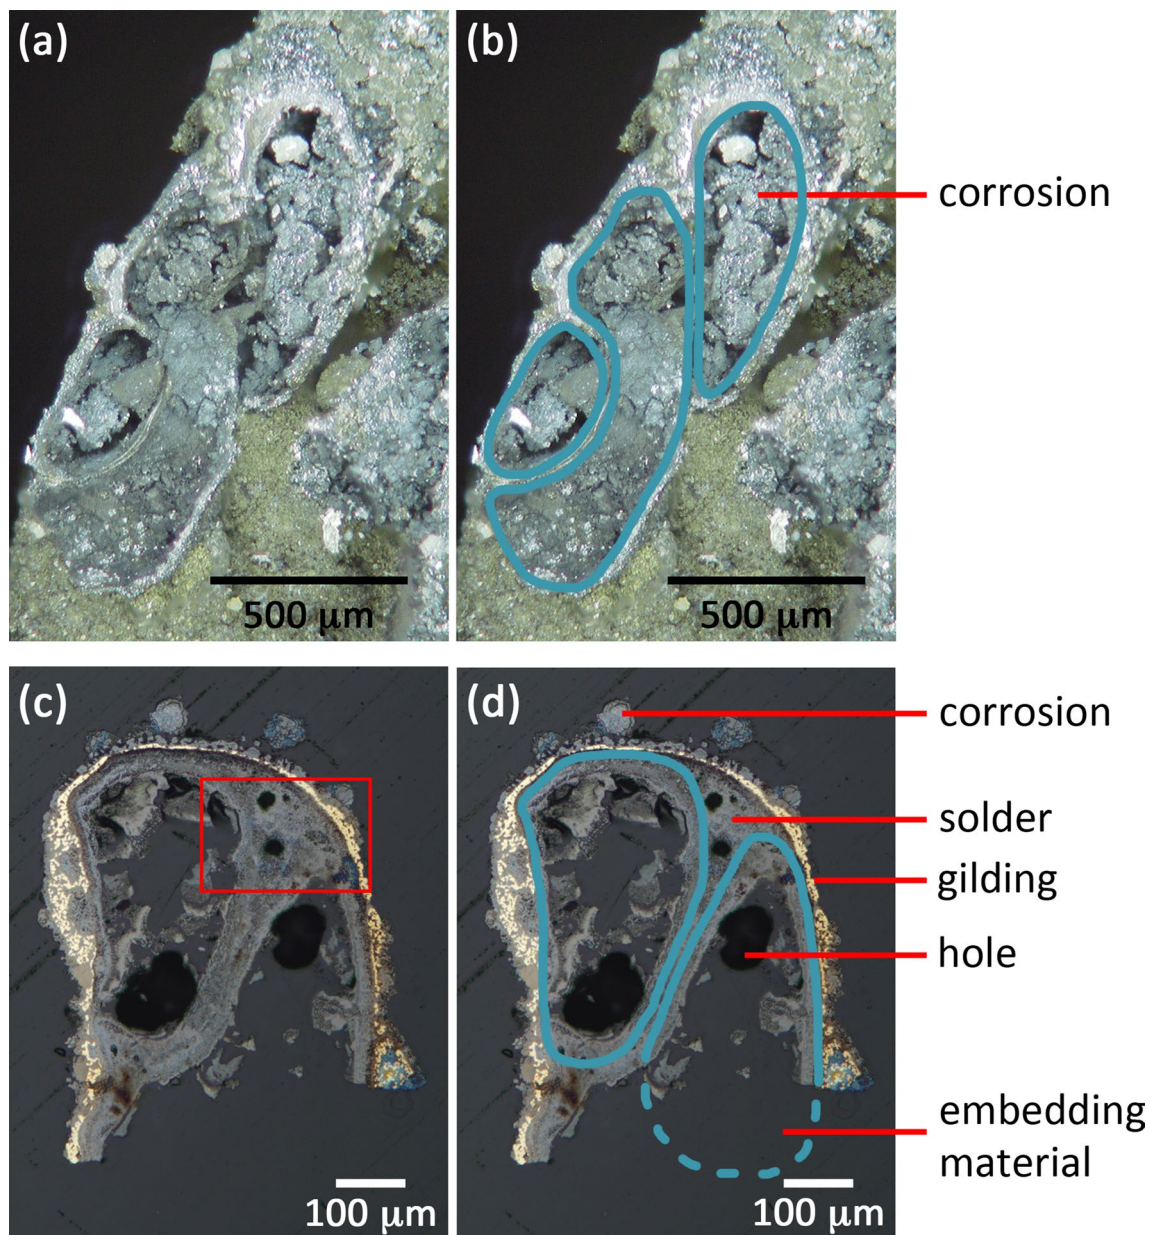 (a)
(b)
corrosion
500 μm
500 μm
(c)
(d)
corrosion
solder
gilding
hole
embedding
material
100 μm
100 μm